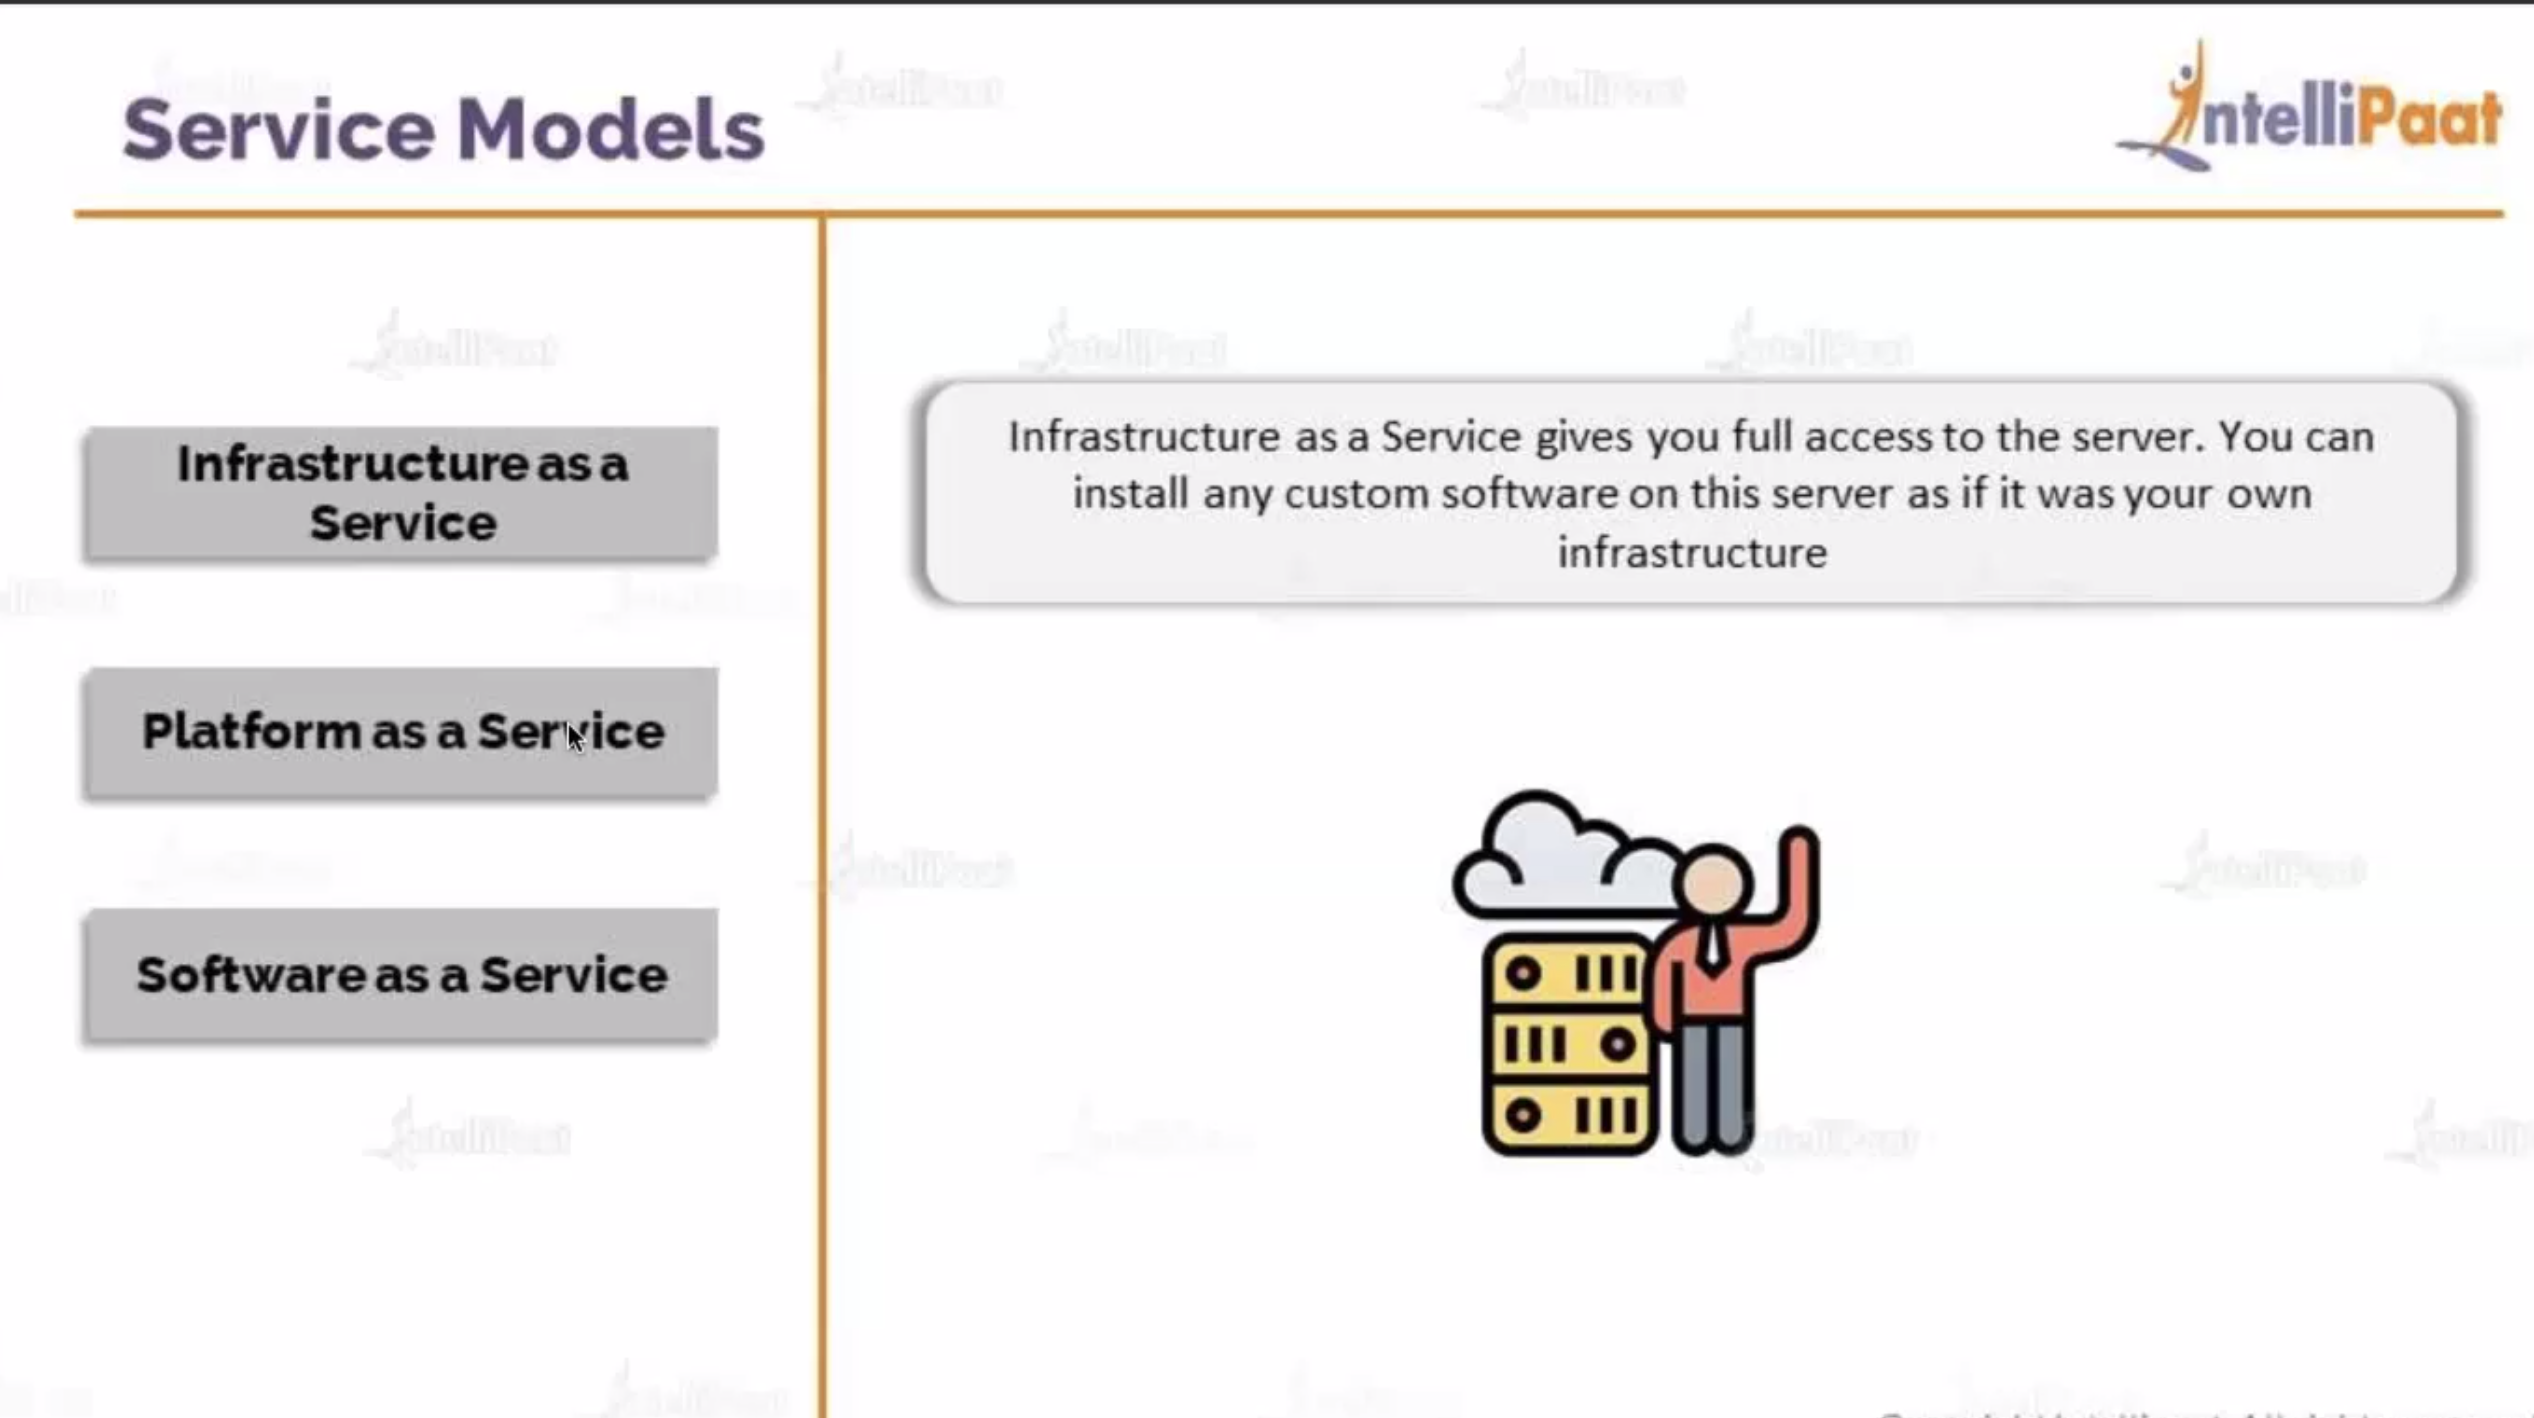 Service Models
IntelliPaat
Infrastructure as a
Service
Platform as a Service
Software as a Service
Infrastructure as a Service gives you full access to the server. You can
install any custom software on this server as if it was your own
infrastructure